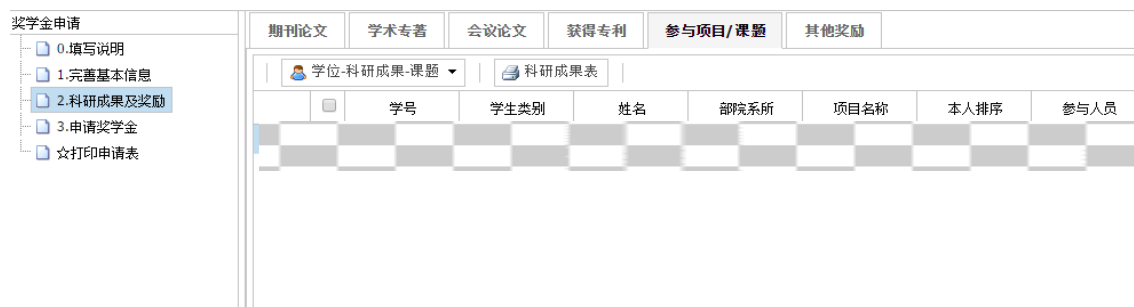 奖学金申请
0.填写说明
1.完善基本信息
2.科研成果及奖励
3.申请奖学金
☆打印申请表
期刊论文 学术专著 会议论文 获得专利 参与项目/课题 其他奖励
学位-科研成果-课题 科研成果表
学号 学生类别 姓名 部院系所 项目名称 本人排序 参与人员